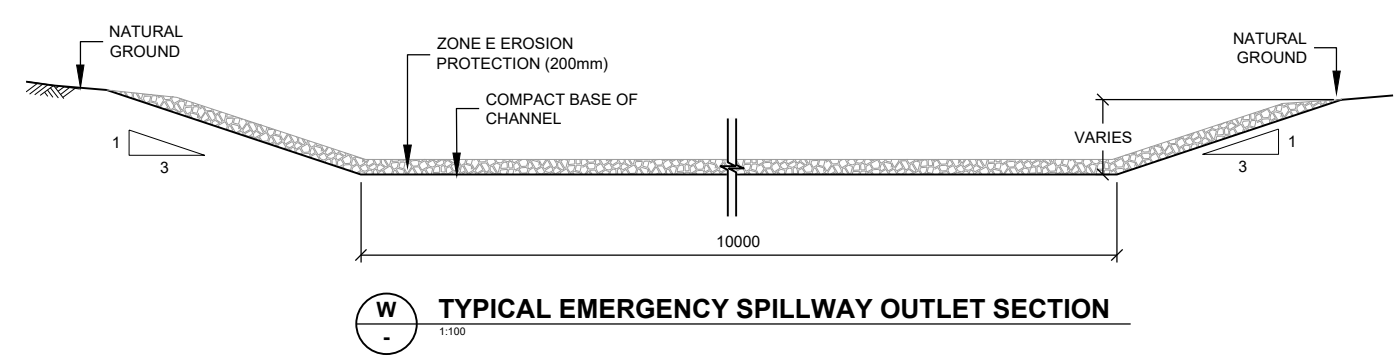 NATURAL
GROUND
ZONE E EROSION
PROTECTION (200mm)
COMPACT BASE OF
CHANNEL
NATURAL
GROUND
VARIES
1
3
1
3
10000
W
-
TYPICAL EMERGENCY SPILLWAY OUTLET SECTION
1:100